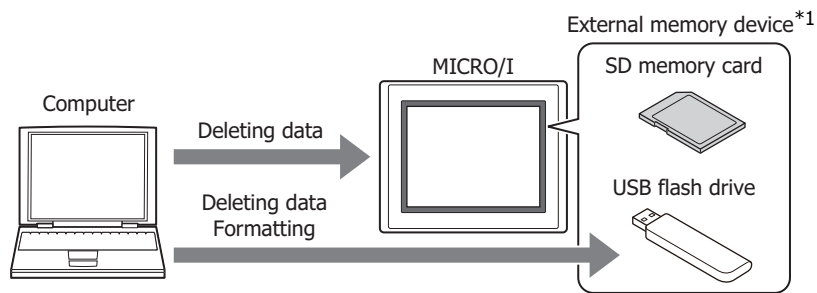 External memory device*1
MICRO/I
SD memory card
Computer
Deleting data
USB flash drive
Deleting data
Formatting